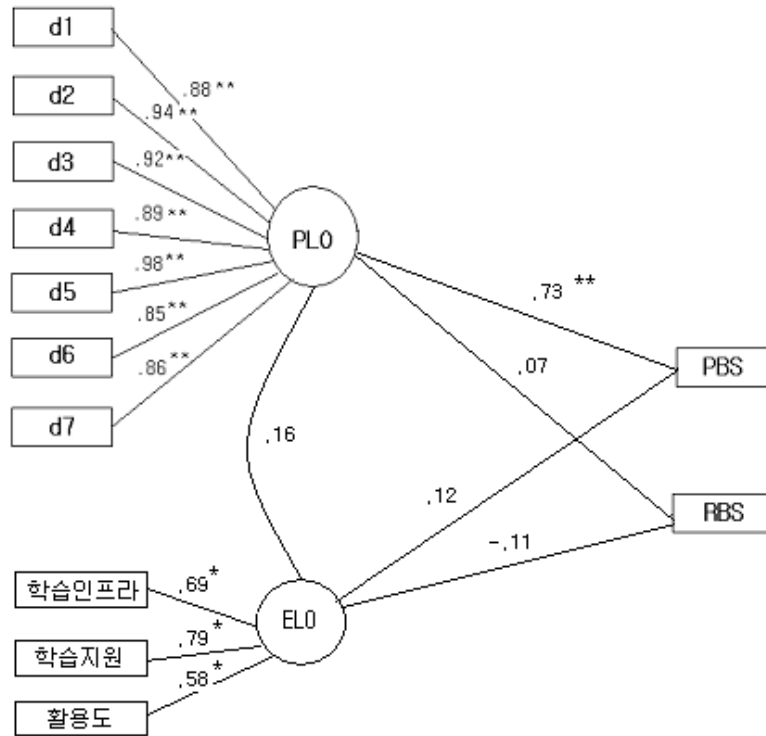 d1
.88**
d2
.94**
d3
.92**
d4
.89**
d5
.98**
d6
.85**
d7
.86**
PLO
.73 **
.07
PBS
.16
.12
RBS
-.11
학습인프라
.69*
ELO
학습지원
.79*
활용도
.58*